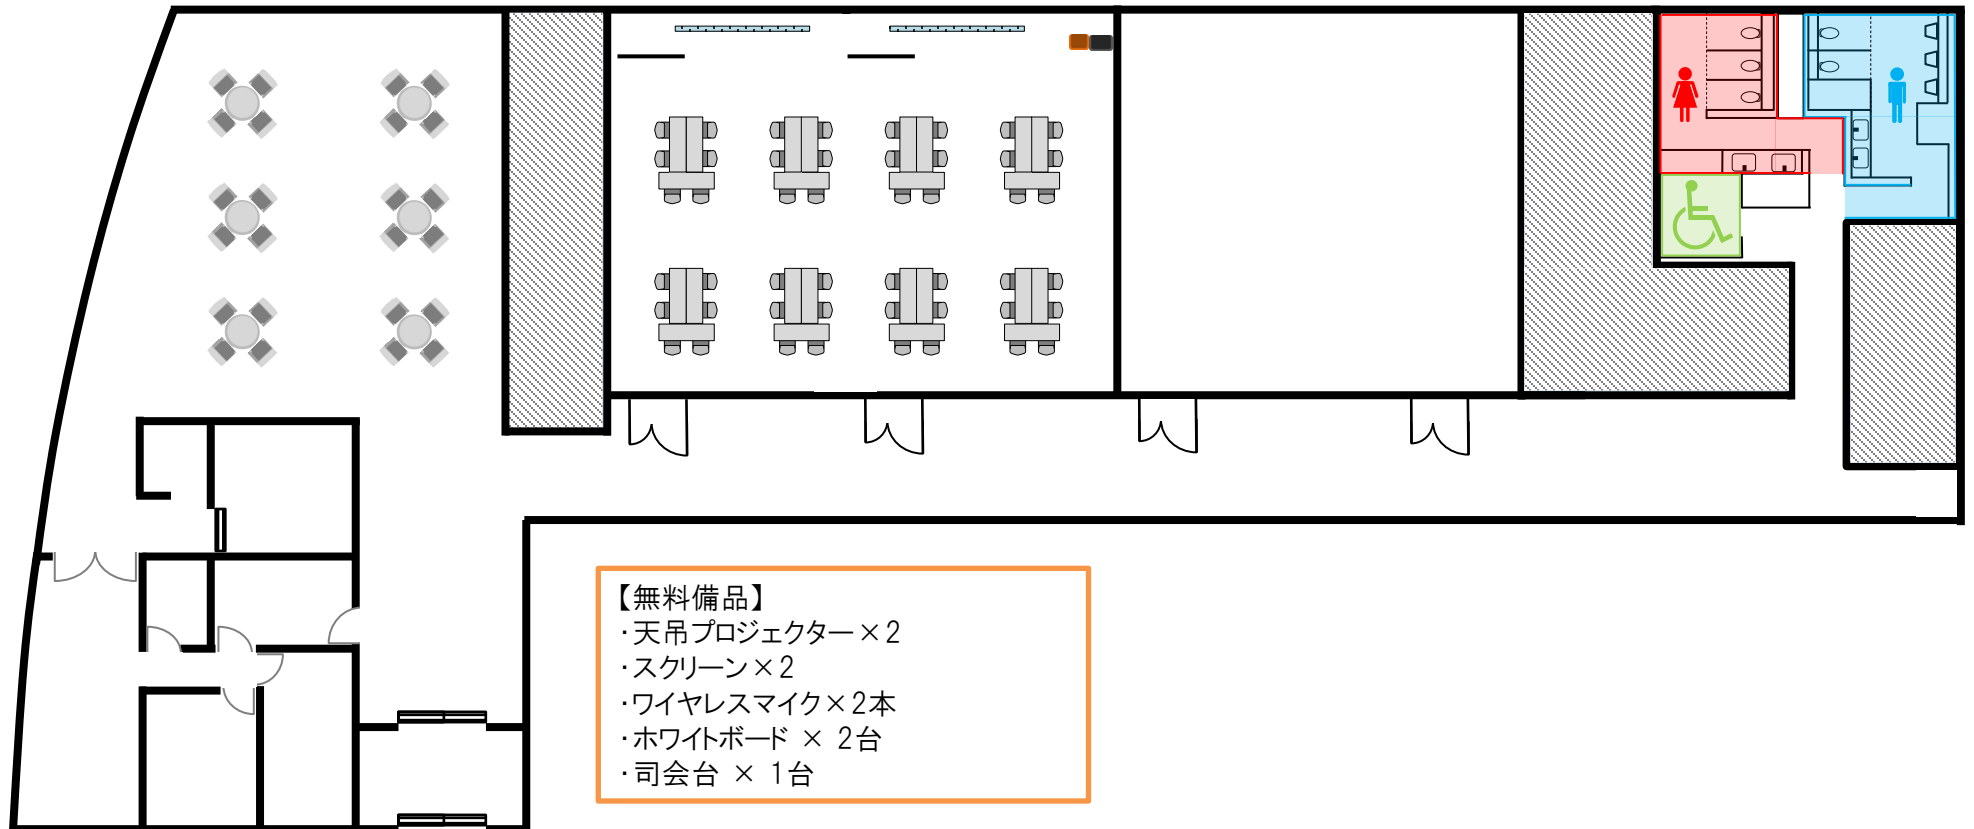 【無料備品】
・天吊プロジェクター×2
・スクリーン×2
・ワイヤレスマイク×2本
・ホワイトボード × 2台
・司会台 × 1台